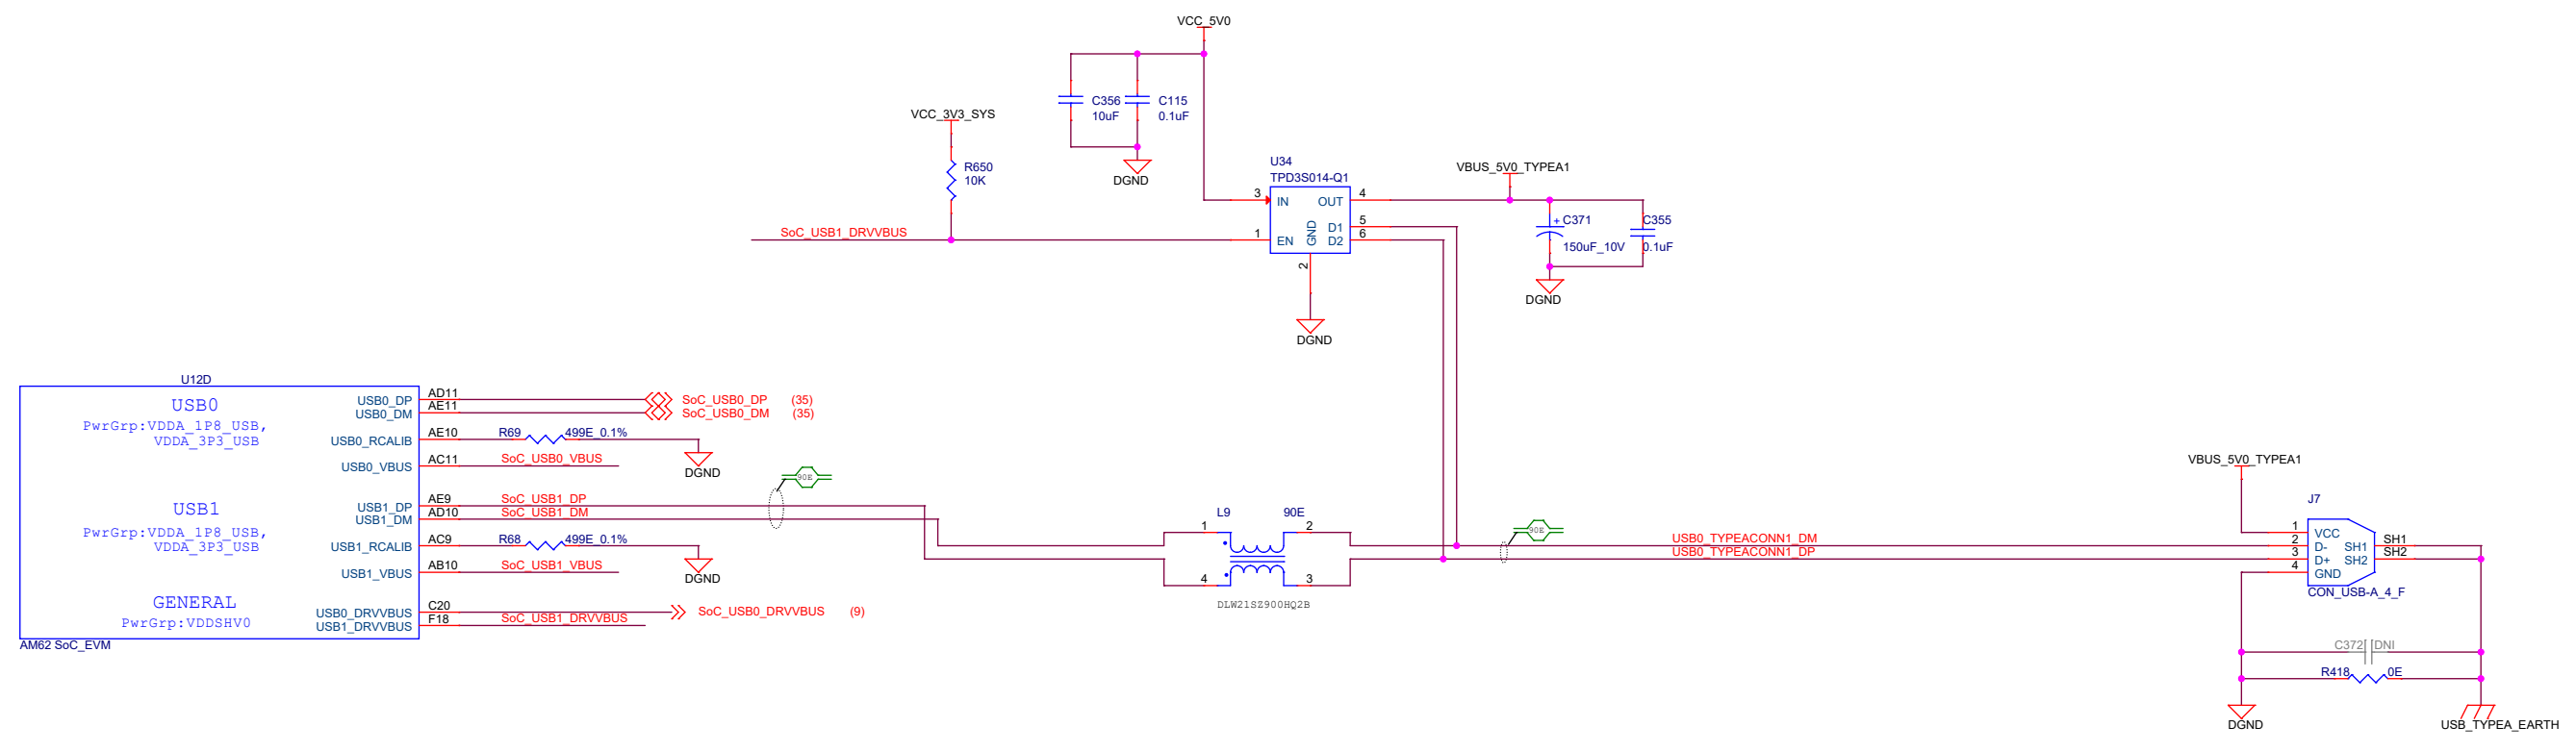 VCC_5V0
C356
10uF
C115
0.1uF
DGND
VCC_3V3_SYS
R650
10K
U34
TPD3S014-Q1
3
IN
OUT
4
1
EN
GND
D1
5
D2
6
2
DGND
SoC_USB1_DRVVBUS
VBUS_5V0_TYPEA1
+
C371
150uF_10V
C355
0.1uF
DGND
U12D
USB0
PwrGrp:VDDA_1P8_USB,
VDDA_3P3_USB
USB0_DP
AD11
SoC_USB0_DP
(35)
USB0_DM
AE11
SoC_USB0_DM
(35)
USB0_RCALIB
AE10
R69
499E_0.1%
DGND
USB0_VBUS
AC11
SoC_USB0_VBUS
USB1
PwrGrp:VDDA_1P8_USB,
VDDA_3P3_USB
USB1_DP
AE9
SoC_USB1_DP
USB1_DM
AD10
SoC_USB1_DM
90E
USB1_RCALIB
AC9
R68
499E_0.1%
DGND
USB1_VBUS
AB10
SoC_USB1_VBUS
GENERAL
PwrGrp:VDDSHV0
USB0_DRVVBUS
C20
SoC_USB0_DRVVBUS
(9)
USB1_DRVVBUS
F18
SoC_USB1_DRVVBUS
AM62 SoC_EVM
L9
90E
1
2
4
3
DLW21SZ900HQ2B
90E
USB0_TYPEACONN1_DM
USB0_TYPEACONN1_DP
VBUS_5V0_TYPEA1
J7
1
VCC
2
D-
SH1
SH1
3
D+
SH2
SH2
4
GND
CON_USB-A_4_F
C372
DNI
R418
0E
DGND
USB_TYPEA_EARTH